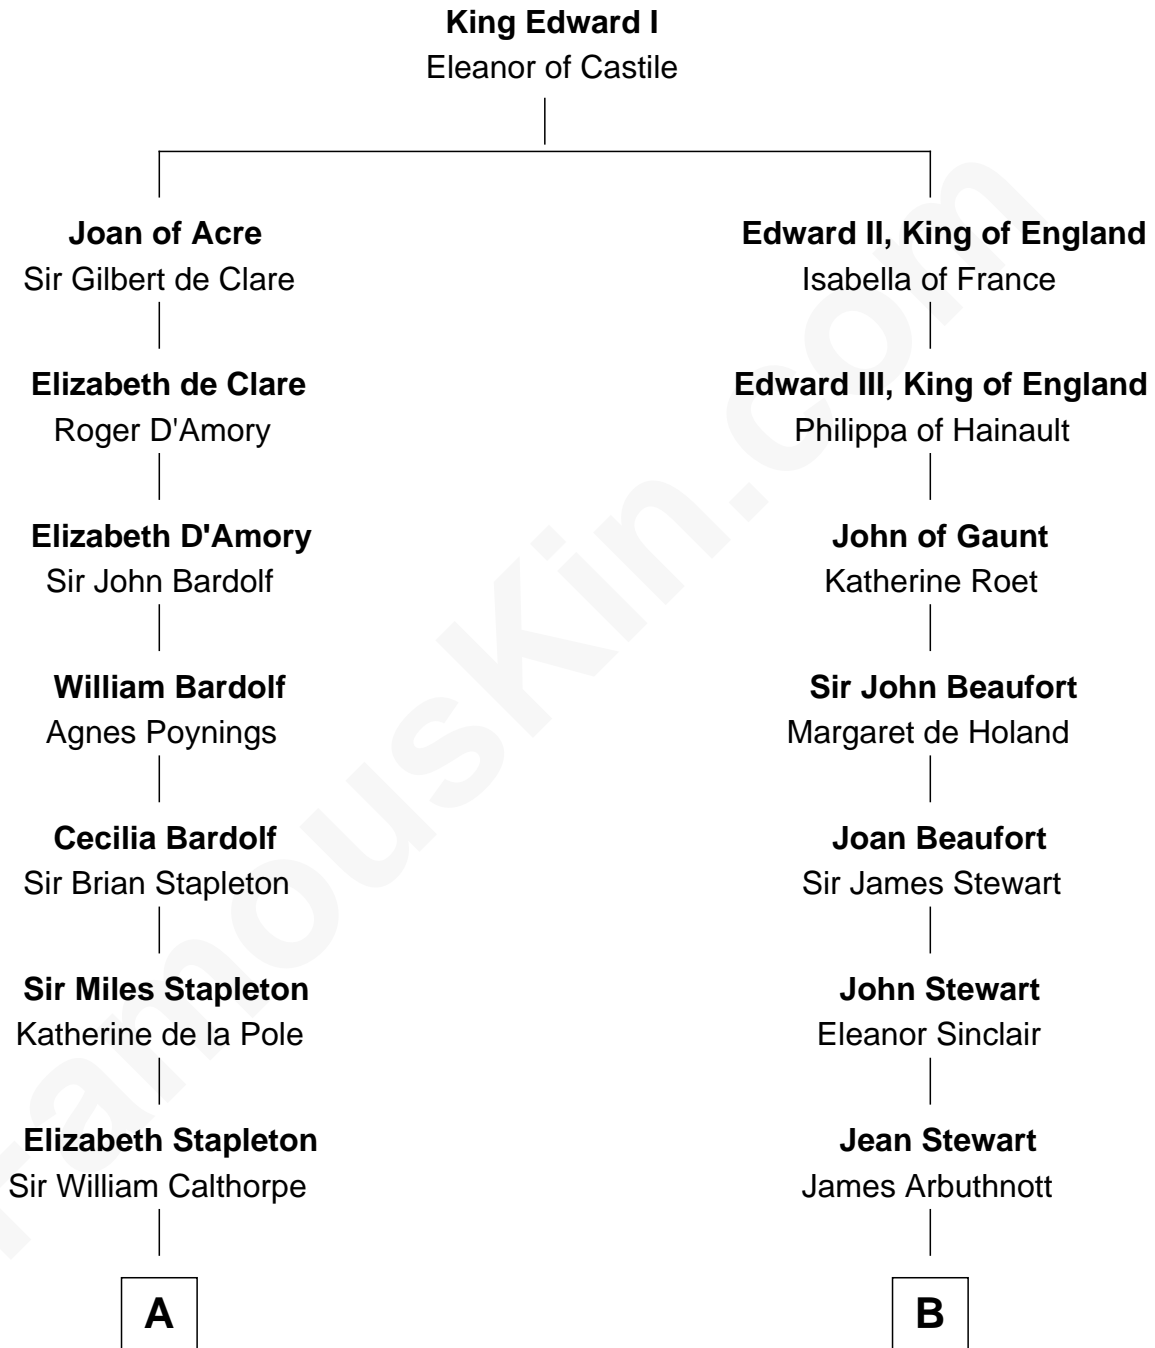 King Edward I
Eleanor of Castile
Joan of Acre
Sir Gilbert de Clare
Edward II, King of England
Isabella of France
Elizabeth de Clare
Roger D'Amory
Edward III, King of England
Philippa of Hainault
Elizabeth D'Amory
Sir John Bardolf
John of Gaunt
Katherine Roet
William Bardolf
Agnes Poynings
Sir John Beaufort
Margaret de Holand
Cecilia Bardolf
Sir Brian Stapleton
Joan Beaufort
Sir James Stewart
Sir Miles Stapleton
Katherine de la Pole
John Stewart
Eleanor Sinclair
Elizabeth Stapleton
Sir William Calthorpe
Jean Stewart
James Arbuthnott
A
B
FamousKin.com